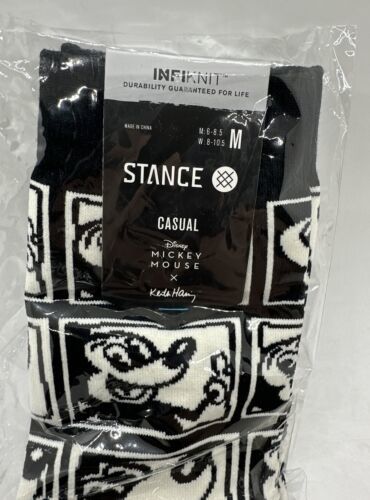 INFIKNIT™
DURABILITY GUARANTEED FOR LIFE
MADE IN CHINA
M: 6-8.5 M
W: 8-10.5
STANCE
CASUAL
Disney
MICKEY
MOUSE
×
Keith Haring